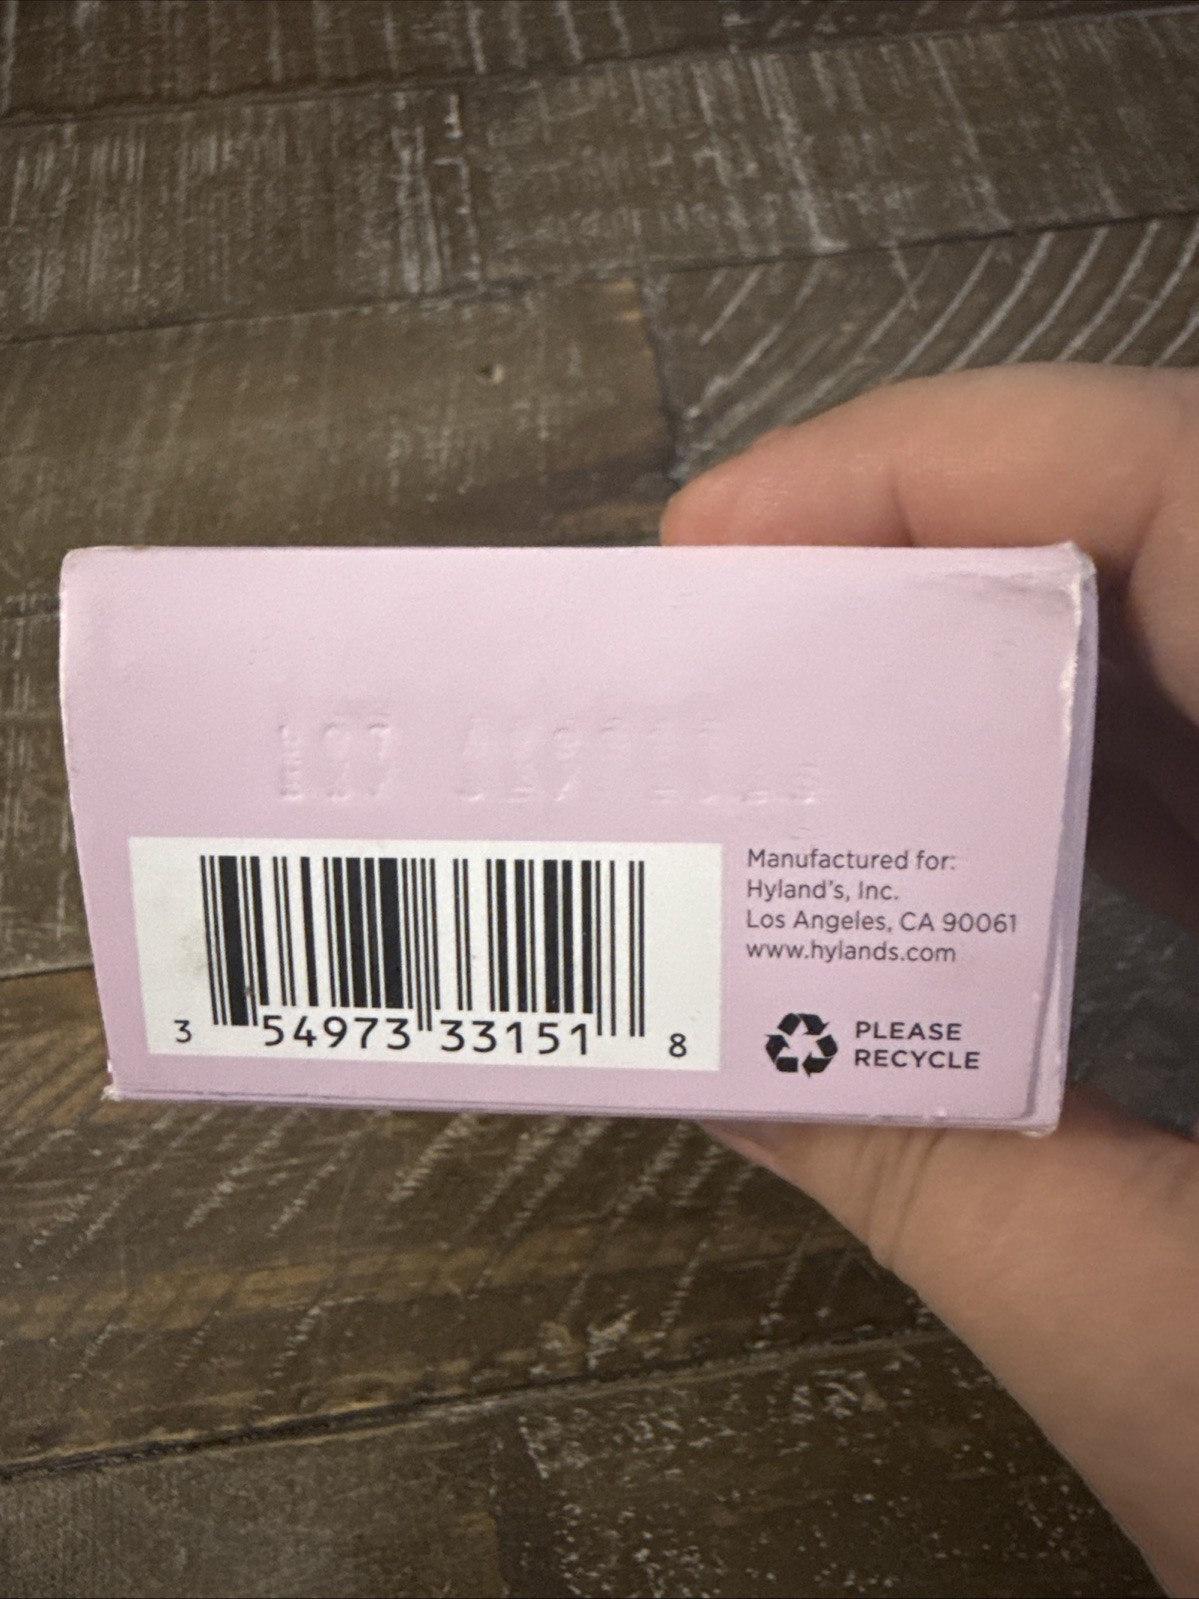 Manufactured for:
Hyland's, Inc.
Los Angeles, CA 90061
www.hylands.com
3 54973 33151 8
PLEASE
RECYCLE